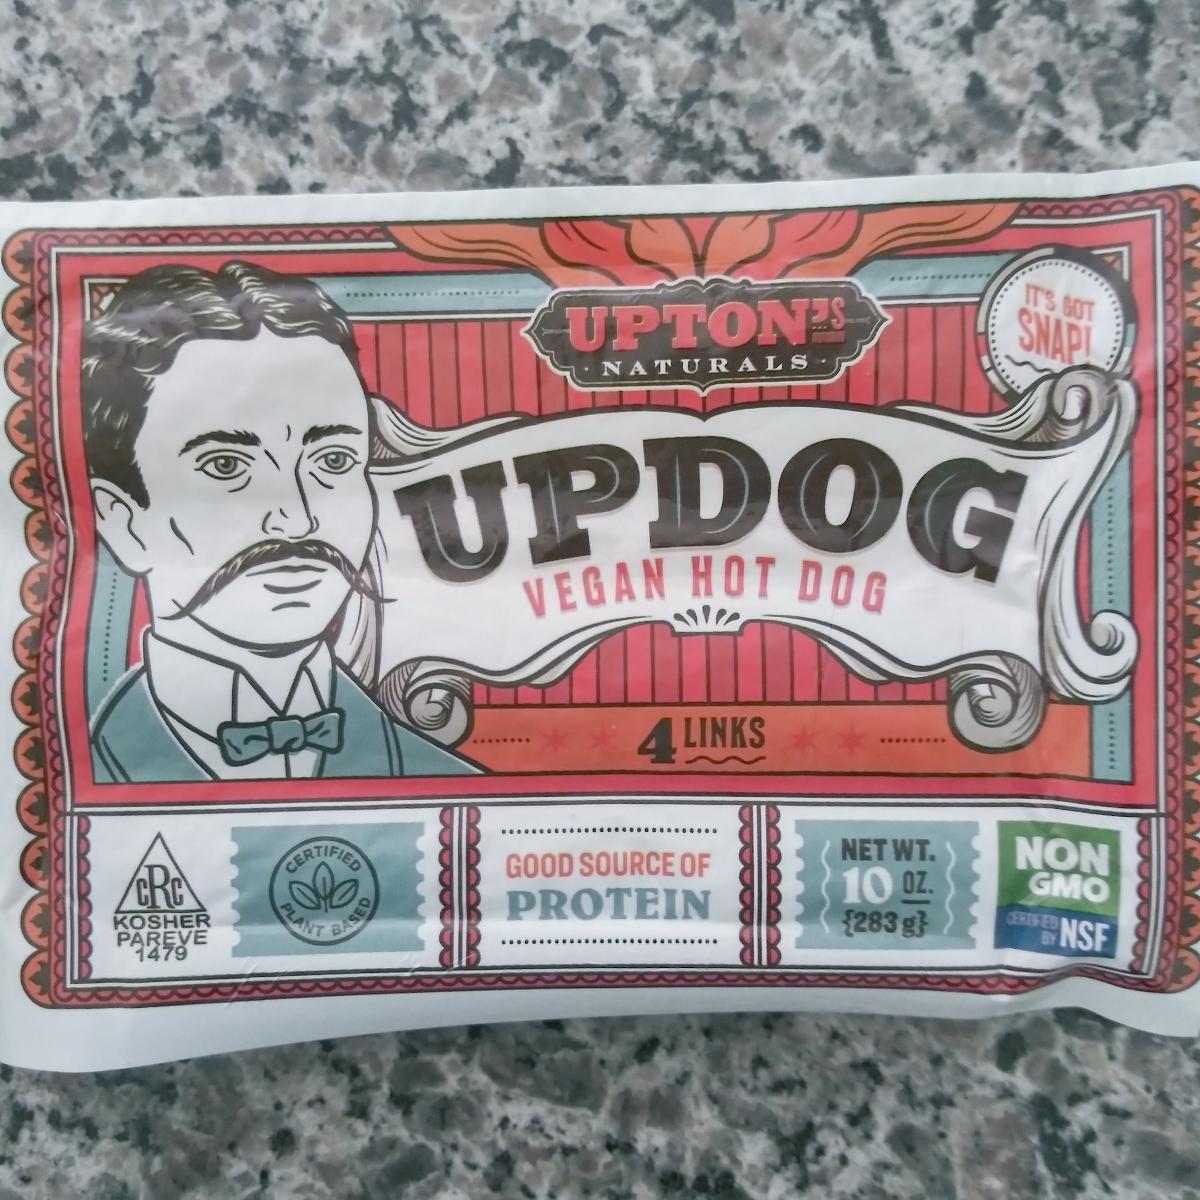 UPTON'S
NATURALS
IT'S GOT
SNAP!
UPDOG
VEGAN HOT DOG
4 LINKS
CRC
KOSHER
PAREVE
1479
CERTIFIED
PLANT BASED
GOOD SOURCE OF
PROTEIN
NET WT.
10 OZ.
{283 g}
NON
GMO
CERTIFIED
BY NSF